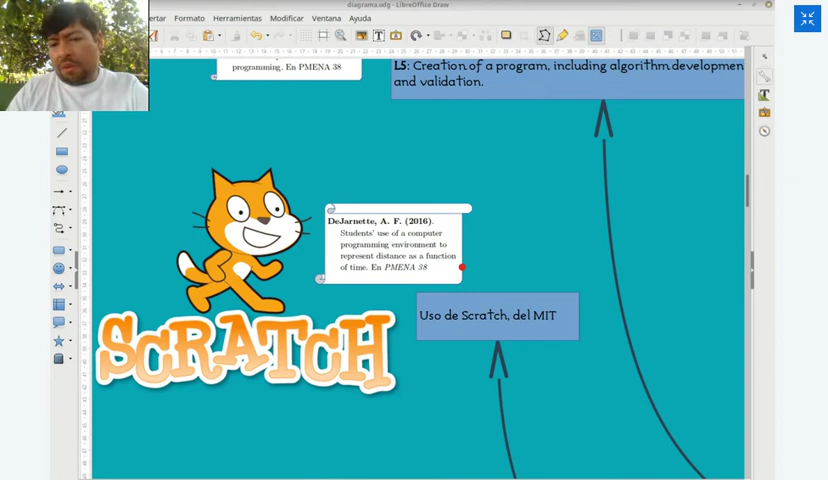 diagrama.odg - LibreOffice Draw
ertar Formato Herramientas Modificar Ventana Ayuda
programming. En PMENA 38
L5: Creation of a program, including algorithm developmen
and validation.
DeJarnette, A. F. (2016).
Students' use of a computer
programming environment to
represent distance as a function
of time. En PMENA 38
Uso de Scratch, del MIT
SCRATCH